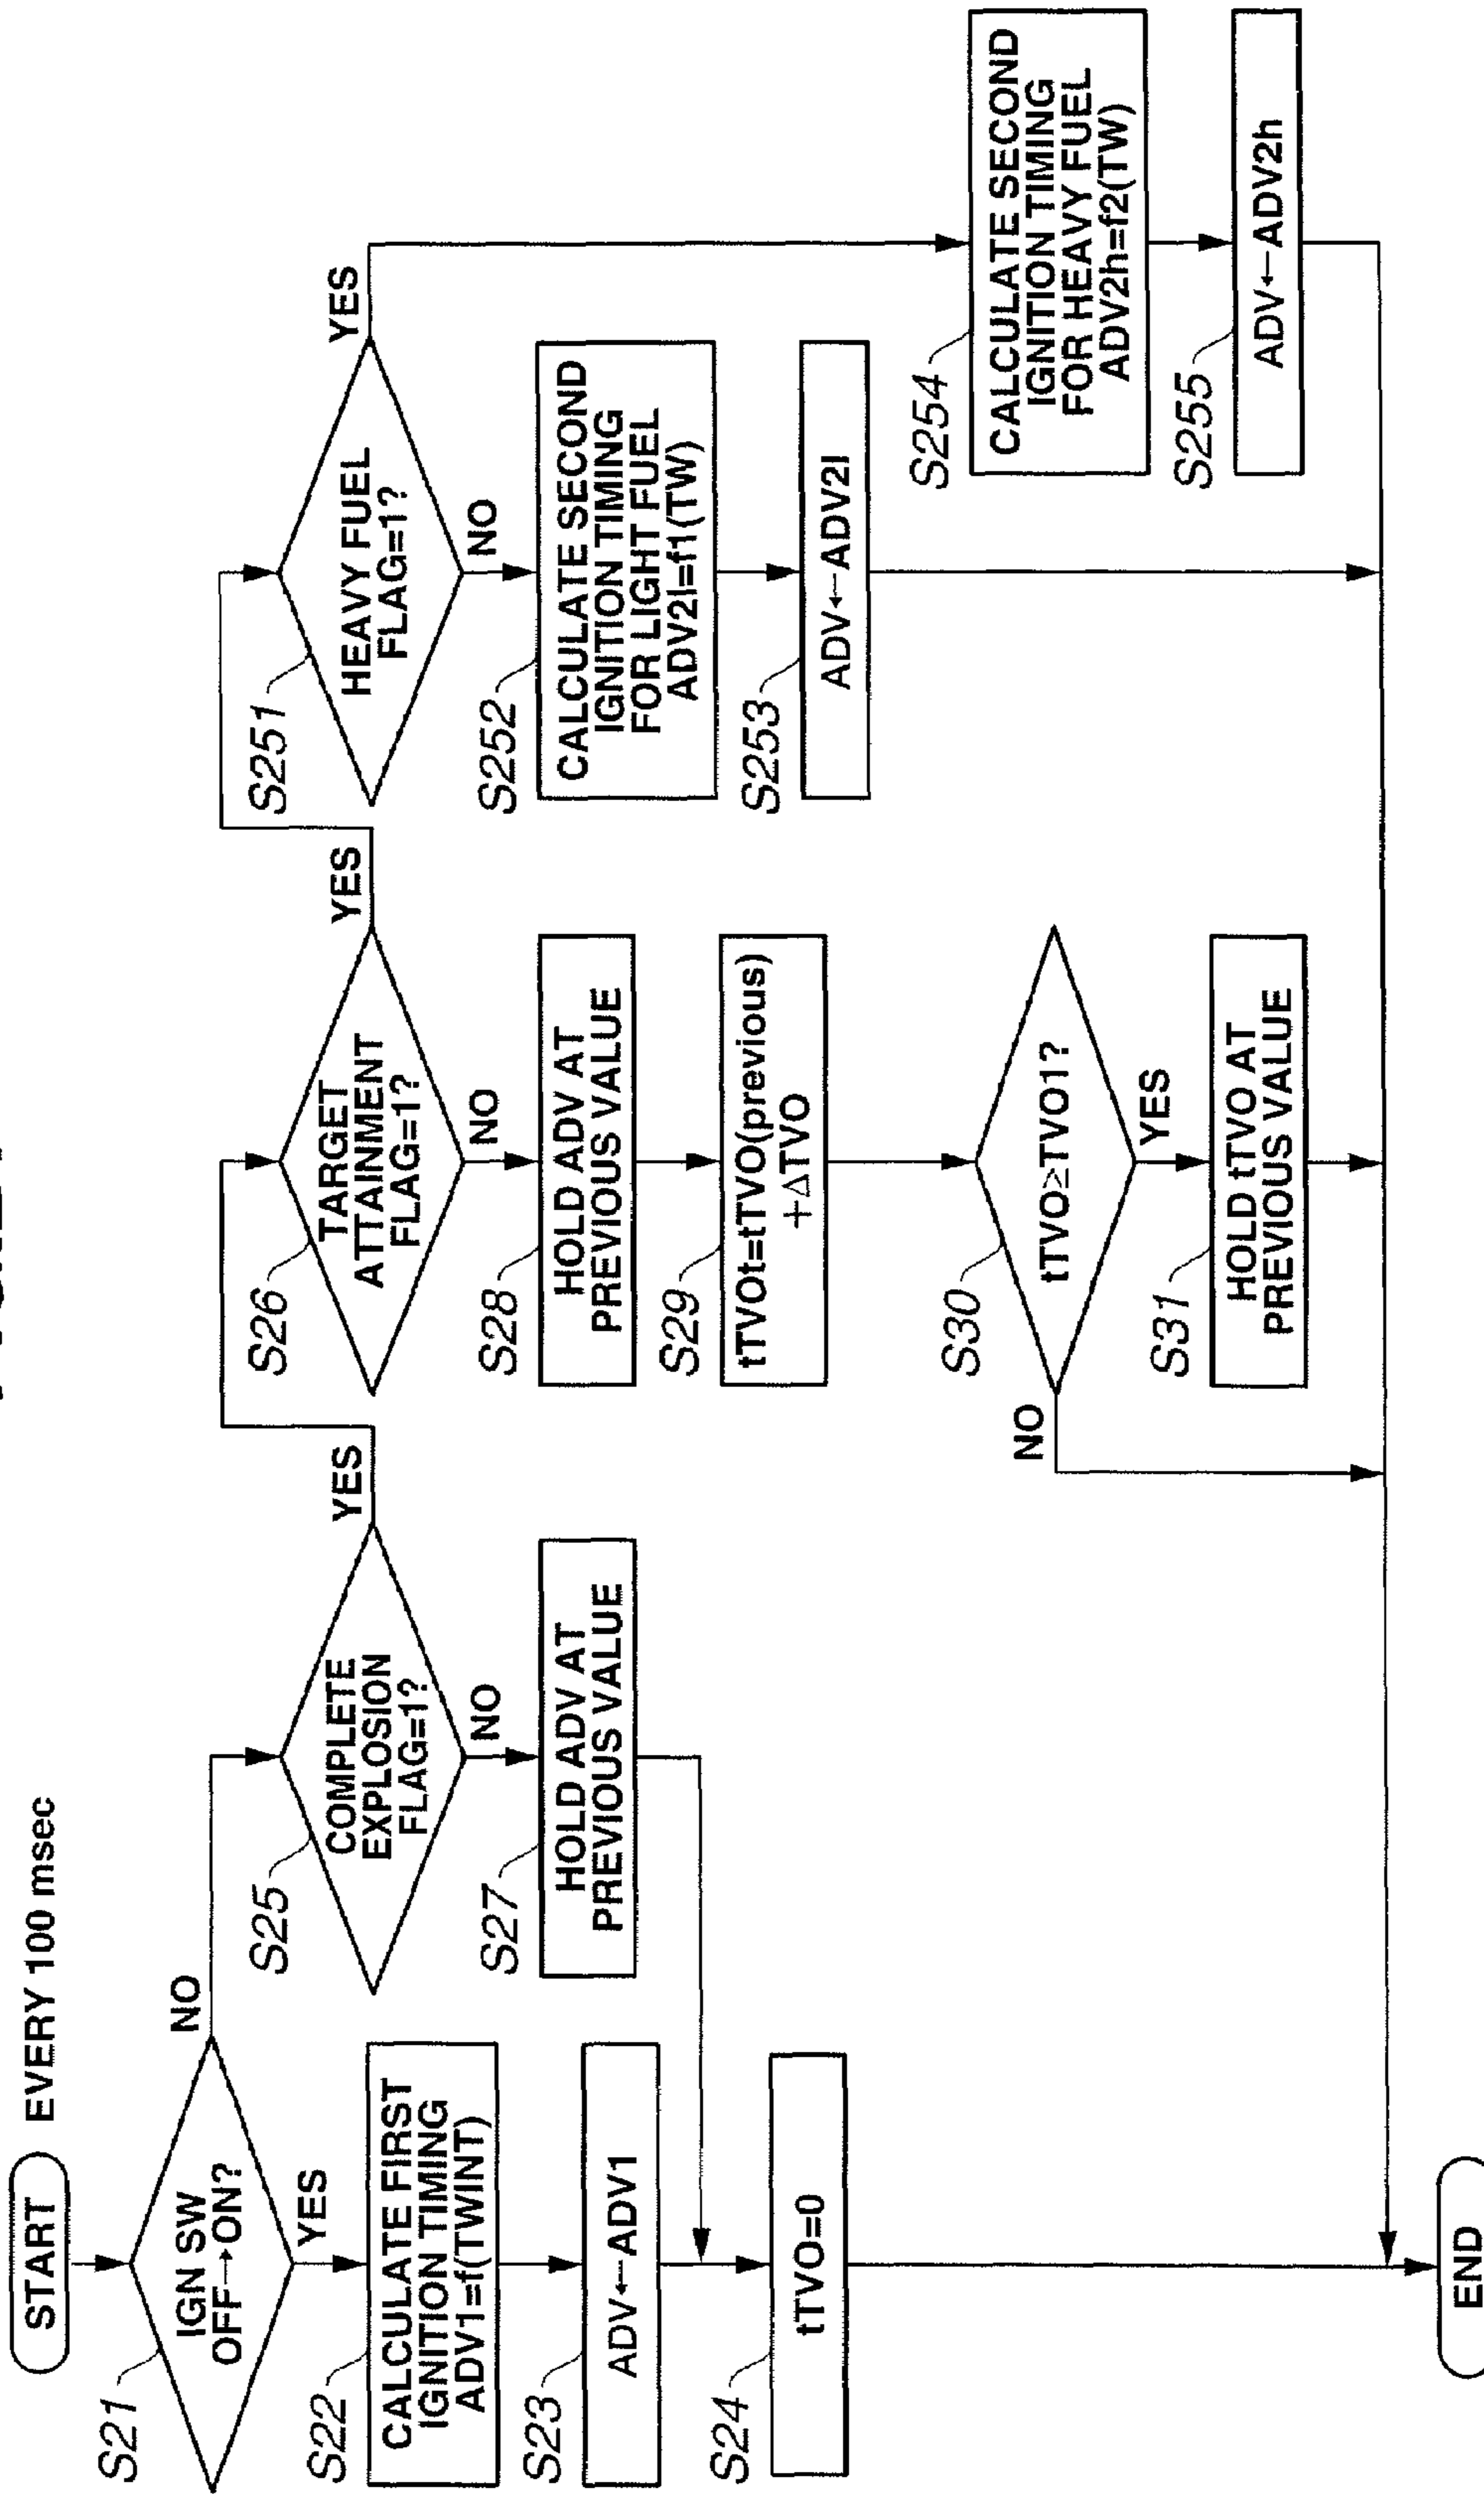 START
EVERY 100 msec
S21
IGN SW
OFF→ON?
NO
YES
S22
CALCULATE FIRST
IGNITION TIMING
ADV1=f(TWINT)
S23
ADV←ADV1
S24
tTVO=0
END
S25
COMPLETE
EXPLOSION
FLAG=1?
YES
NO
S27
HOLD ADV AT
PREVIOUS VALUE
S26
TARGET
ATTAINMENT
FLAG=1?
YES
NO
S28
HOLD ADV AT
PREVIOUS VALUE
S29
tTVOt=tTVO(previous)
+△TVO
S30
tTVO≥TVO1?
NO
YES
S31
HOLD tTVO AT
PREVIOUS VALUE
S251
HEAVY FUEL
FLAG=1?
YES
NO
S252
CALCULATE SECOND
IGNITION TIMING
FOR LIGHT FUEL
ADV2l=f1(TW)
S253
ADV←ADV2l
S254
CALCULATE SECOND
IGNITION TIMING
FOR HEAVY FUEL
ADV2h=f2(TW)
S255
ADV←ADV2h